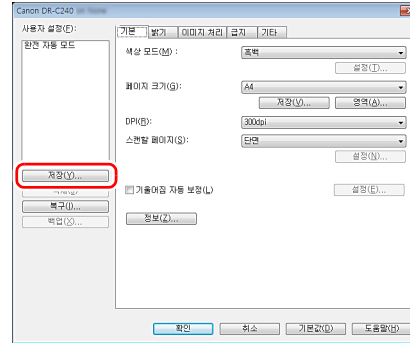 Canon DR-C240 on home
사용자 설정(F):
완전 자동 모드
저장(Y)...
복구(I)...
백업(X)...
기본 밝기 이미지 처리 급지 기타
색상 모드(M) : 흑백
설정(T)...
페이지 크기(G): A4
저장(V)... 영역(A)...
DPI(R): 300dpi
스캔할 페이지(S): 단면
설정(N)...
기울어짐 자동 보정(L) 설정(E)...
정보(Z)...
확인 취소 기본값(D) 도움말(H)